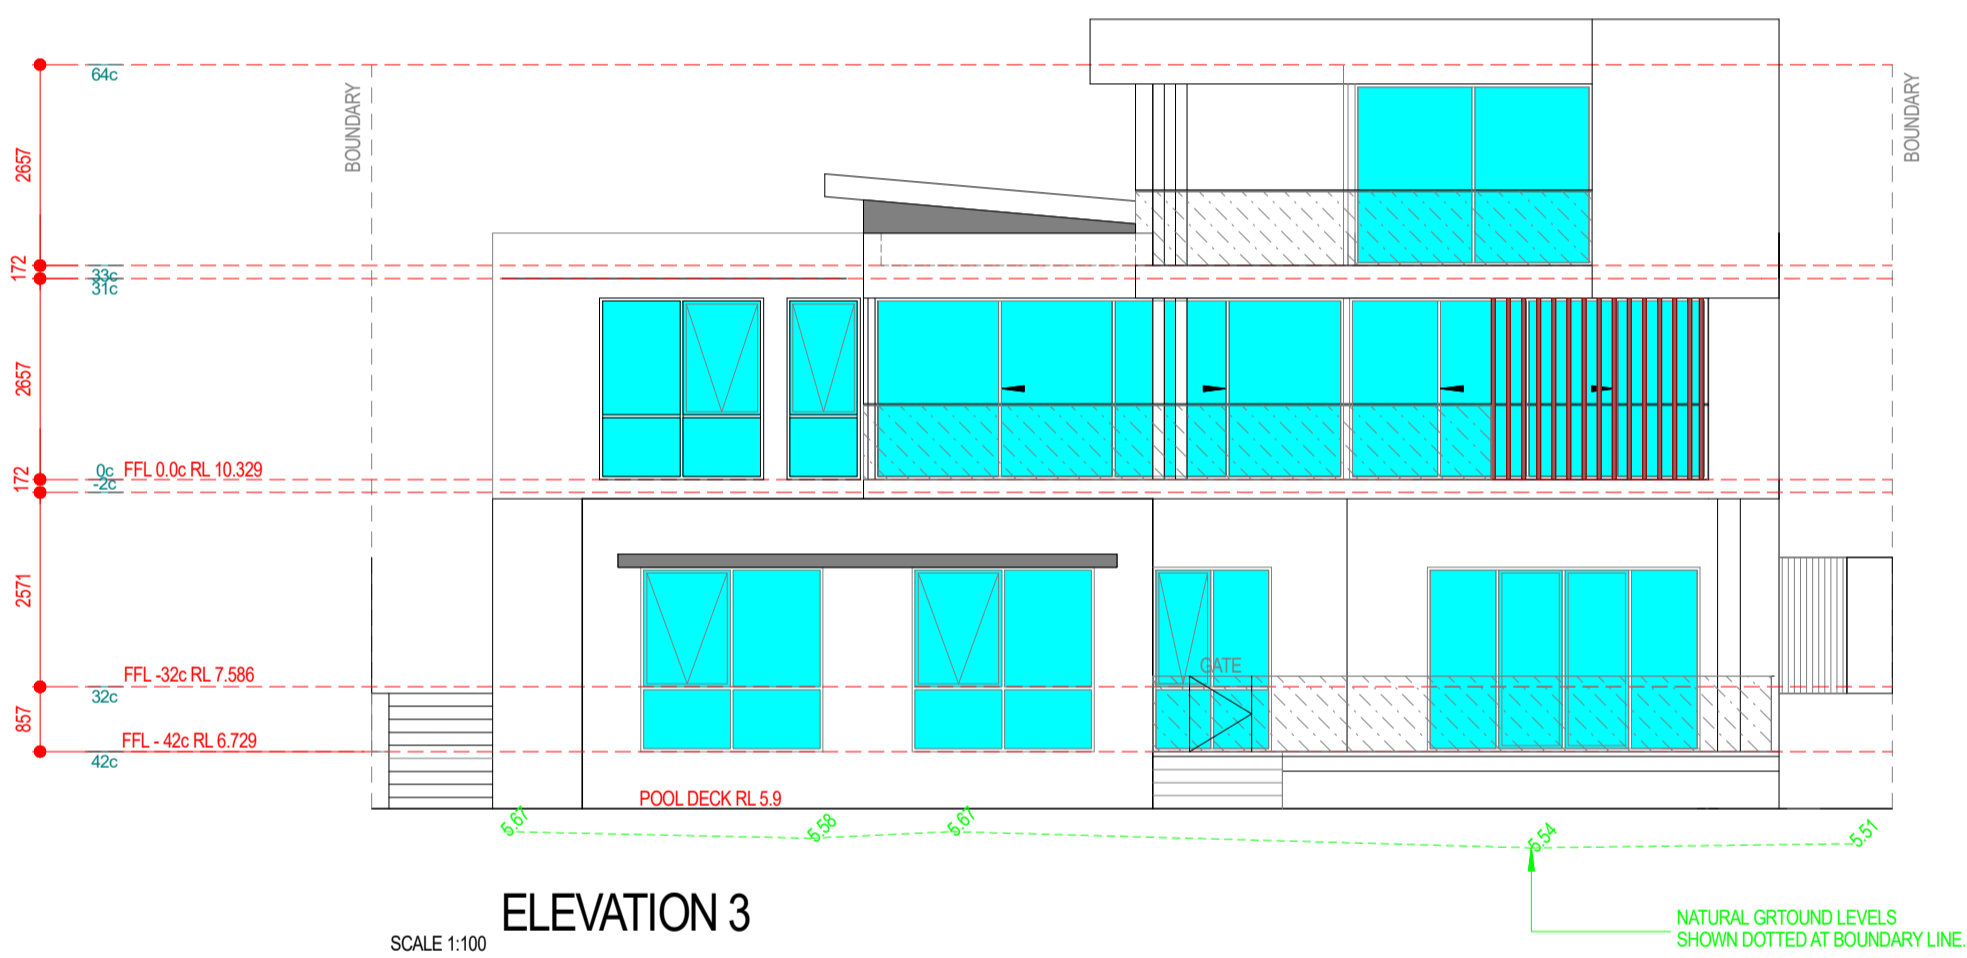 64c
BOUNDARY
BOUNDARY
2657
172
33c
31c
2657
0c
FFL 0.0c RL 10.329
-2c
172
2571
GATE
FFL -32c RL 7.586
32c
857
FFL - 42c RL 6.729
42c
POOL DECK RL 5.9
5.67
5.58
5.67
5.54
5.51
ELEVATION 3
SCALE 1:100
NATURAL GRTOUND LEVELS
SHOWN DOTTED AT BOUNDARY LINE.